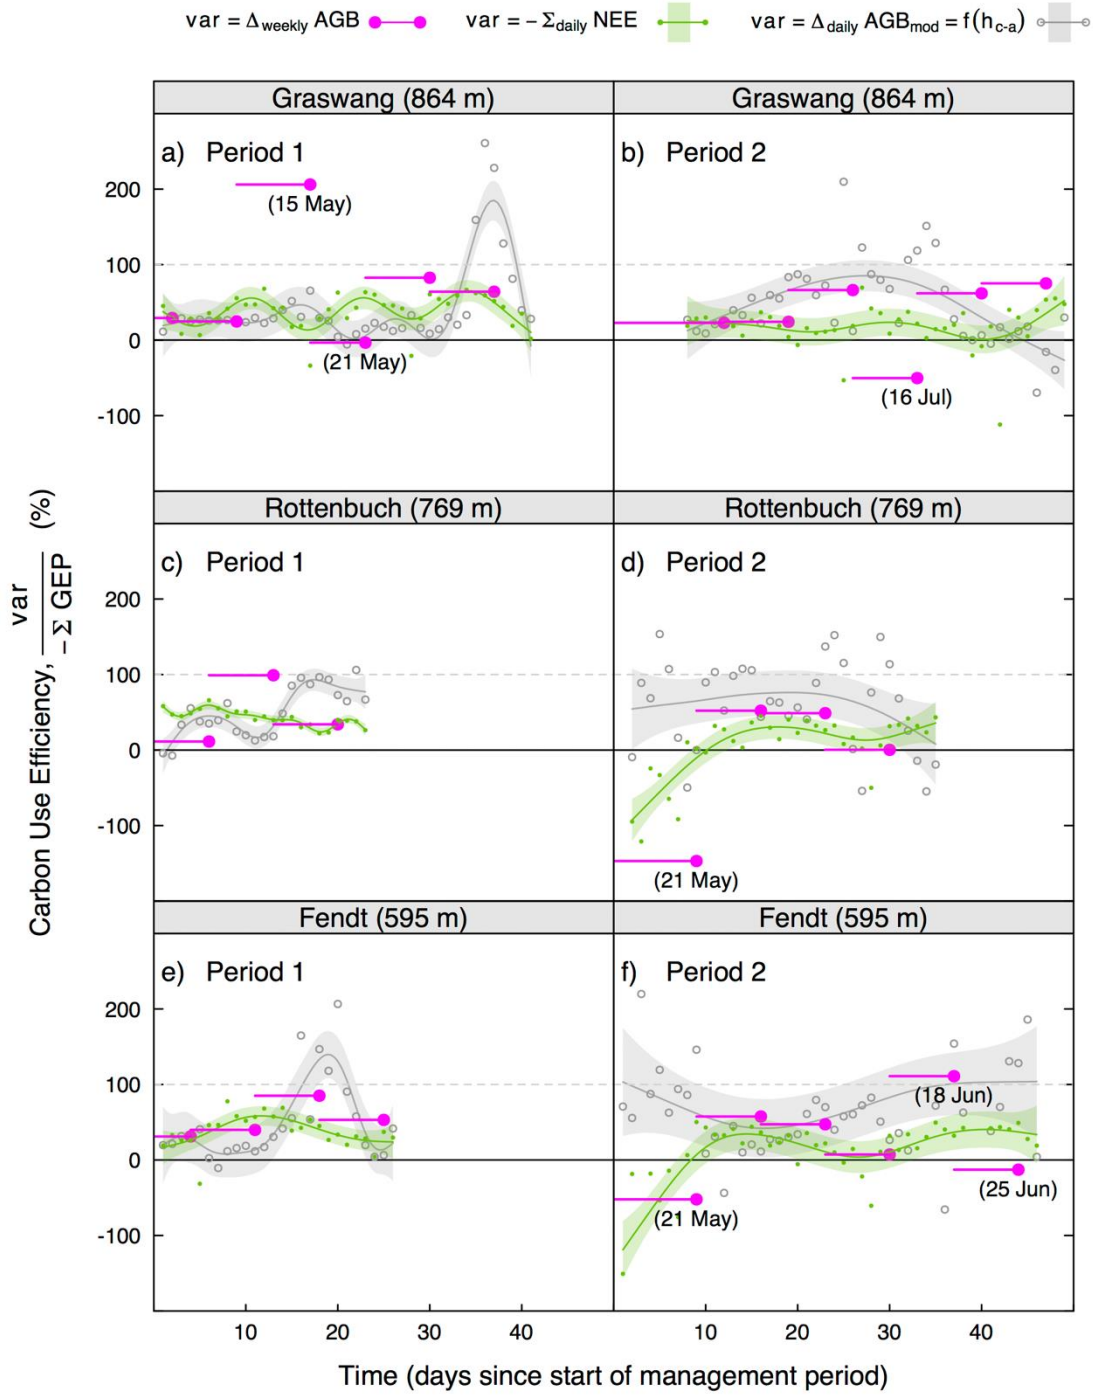 var = Δweekly AGB
var = − Σdaily NEE
var = Δdaily AGBmod = f(hc-a)
Graswang (864 m)
Graswang (864 m)
a) Period 1
b) Period 2
200
(15 May)
100
0
(21 May)
(16 Jul)
-100
Rottenbuch (769 m)
Rottenbuch (769 m)
c) Period 1
d) Period 2
200
100
0
-100
(21 May)
Fendt (595 m)
Fendt (595 m)
e) Period 1
f) Period 2
200
100
(18 Jun)
0
(21 May)
(25 Jun)
-100
10 20 30 40
10 20 30 40
Time (days since start of management period)
Carbon Use Efficiency, var / − Σ GEP (%)